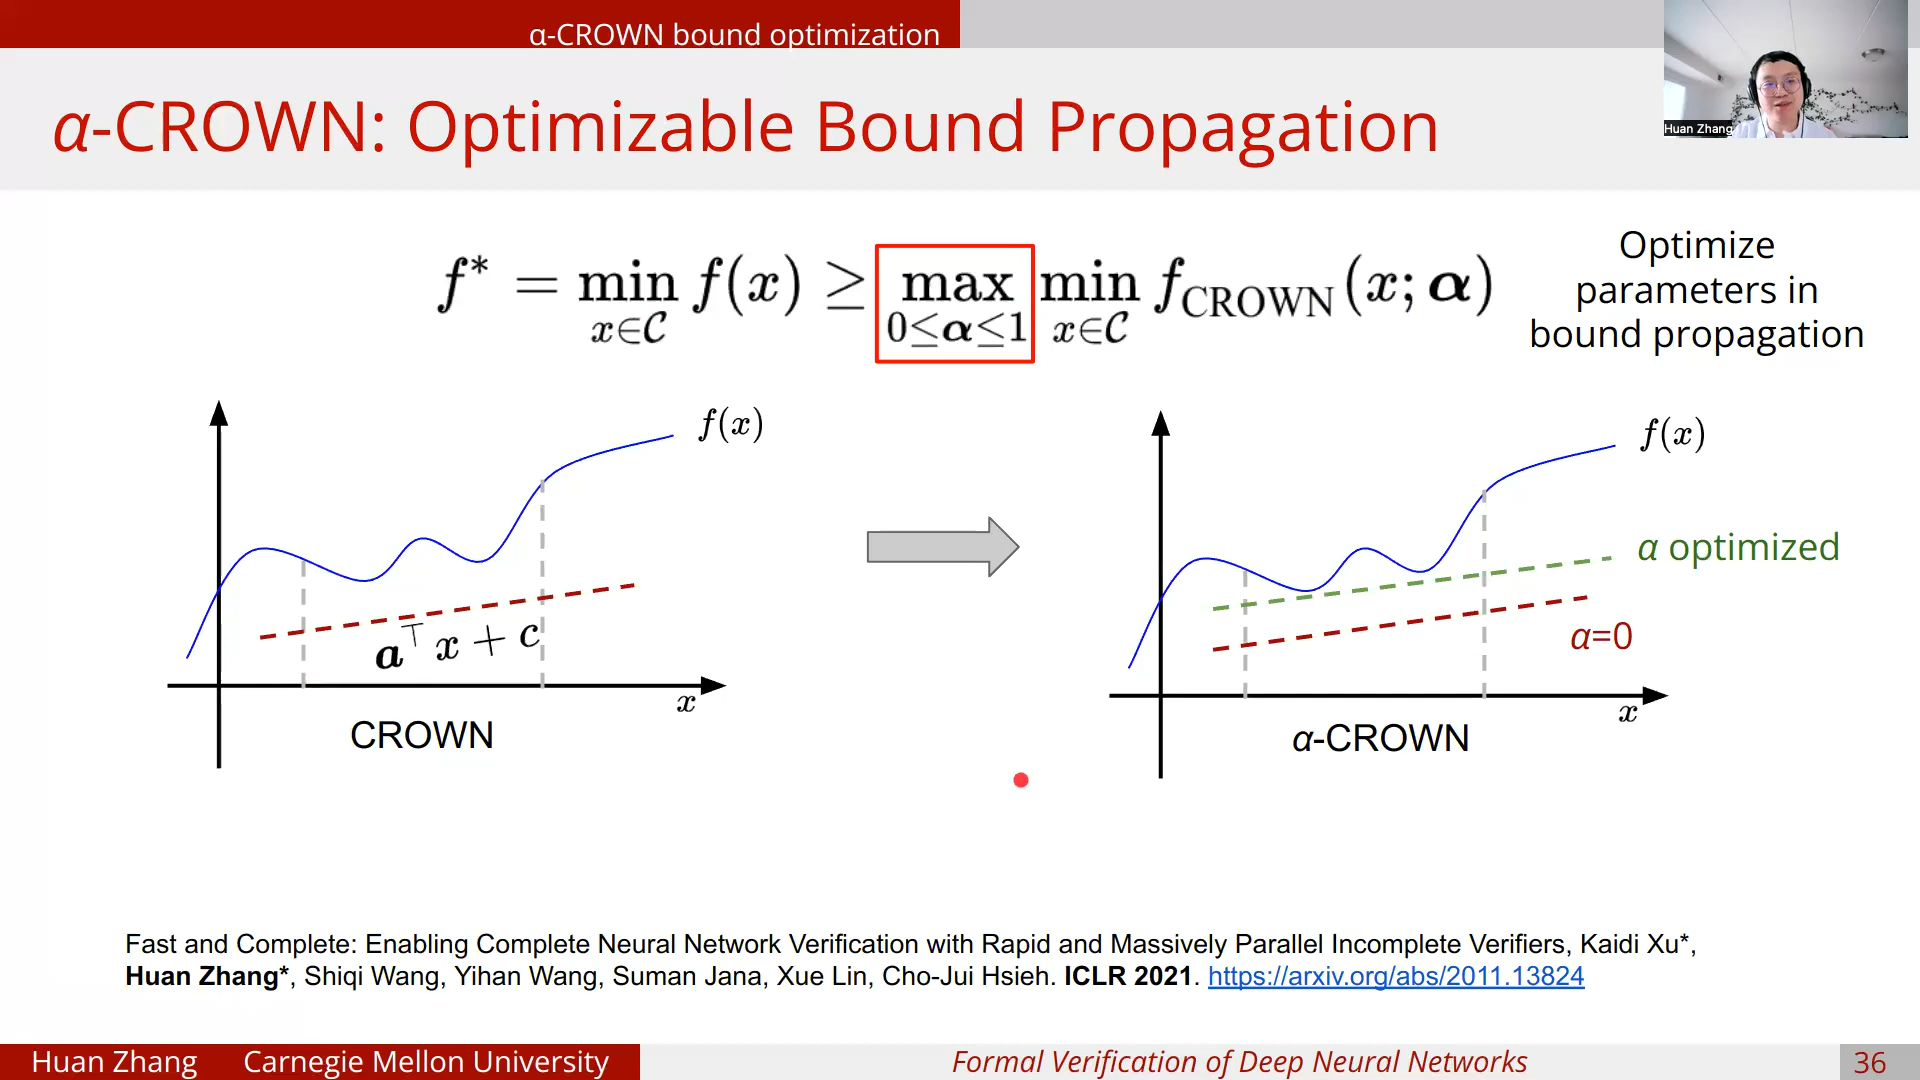 α-CROWN bound optimization
α-CROWN: Optimizable Bound Propagation
Huan Zhang
f* = min f(x) ≥ max min f_CROWN(x; α)
x∈C 0≤α≤1 x∈C
Optimize
parameters in
bound propagation
f(x)
a⊤x + c
x
CROWN
f(x)
α optimized
α=0
x
α-CROWN
Fast and Complete: Enabling Complete Neural Network Verification with Rapid and Massively Parallel Incomplete Verifiers, Kaidi Xu*,
Huan Zhang*, Shiqi Wang, Yihan Wang, Suman Jana, Xue Lin, Cho-Jui Hsieh. ICLR 2021. https://arxiv.org/abs/2011.13824
Huan Zhang Carnegie Mellon University
Formal Verification of Deep Neural Networks
36